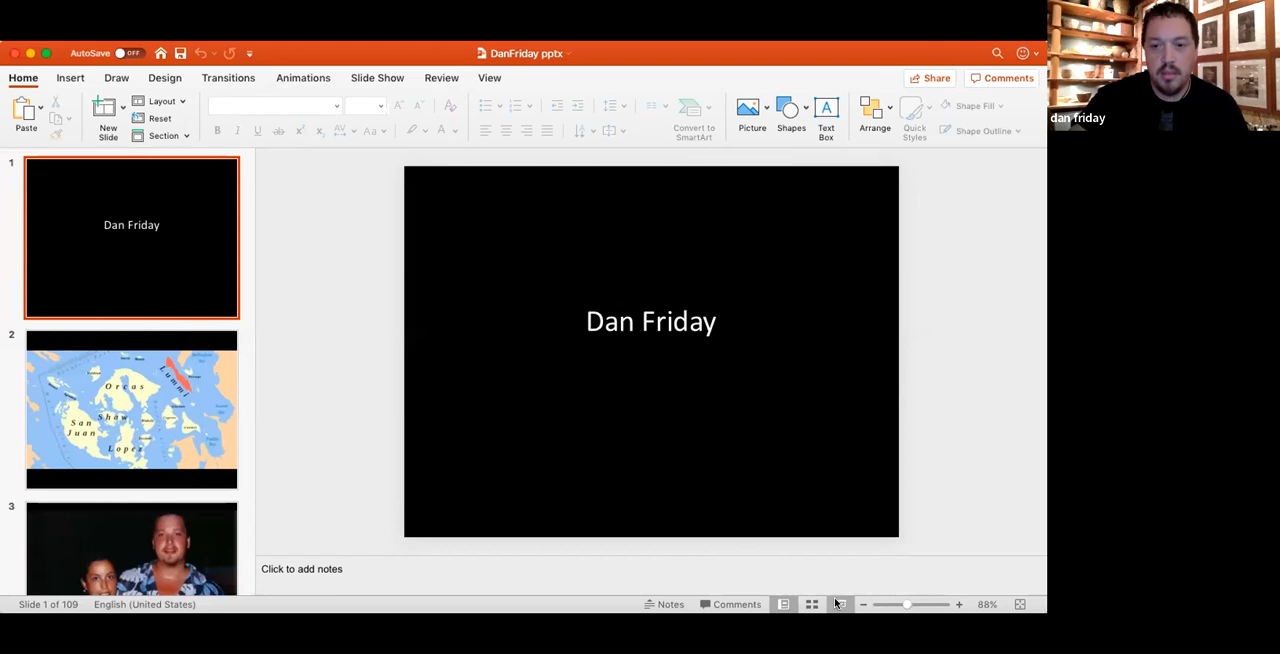 AutoSave OFF
DanFriday pptx
Home Insert Draw Design Transitions Animations Slide Show Review View
Share Comments
Paste
New Slide
Layout
Reset
Section
B I U ab
Aa A
Convert to SmartArt
Picture
Shapes
A
Text Box
Arrange
Quick Styles
Shape Fill
Shape Outline
dan friday
1
Dan Friday
2
Orcas
Lummi
Shaw
San Juan
Lopez
3
Dan Friday
Click to add notes
Slide 1 of 109 English (United States)
Notes Comments 88%